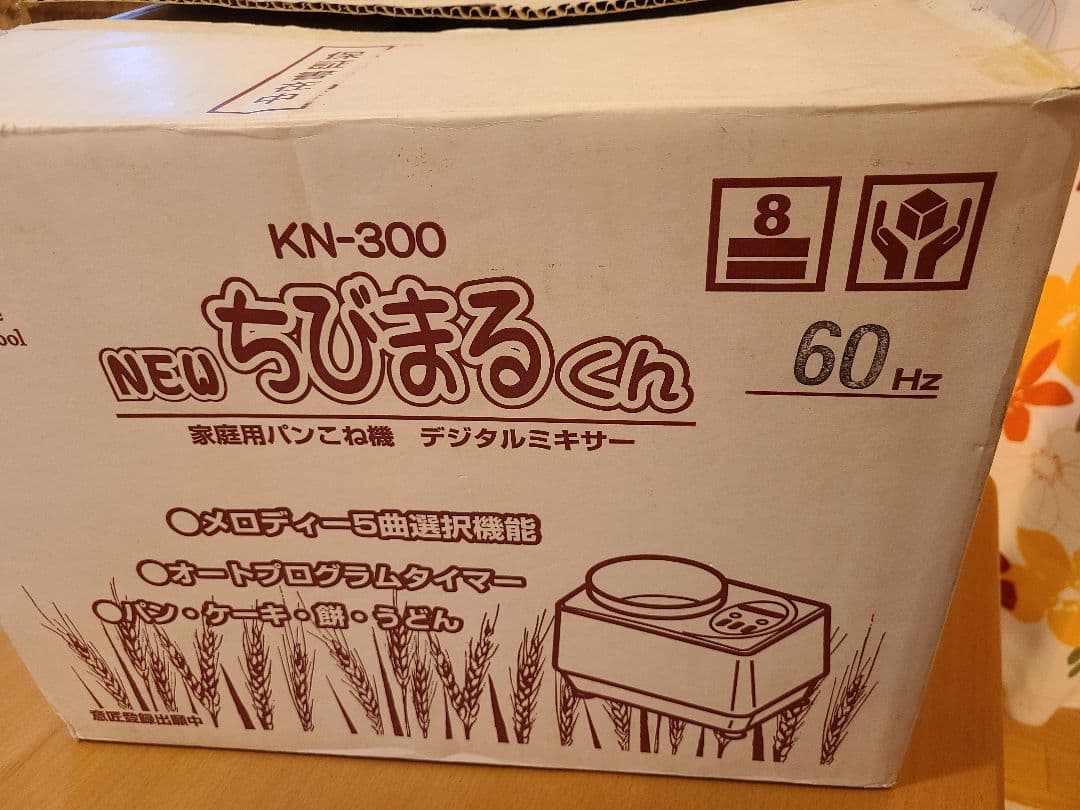 KN-300
NEW ちびまるくん
家庭用パンこね機 デジタルミキサー
8
60Hz
○メロディー5曲選択機能
○オートプログラムタイマー
○パン・ケーキ・餅・うどん
意匠登録出願中